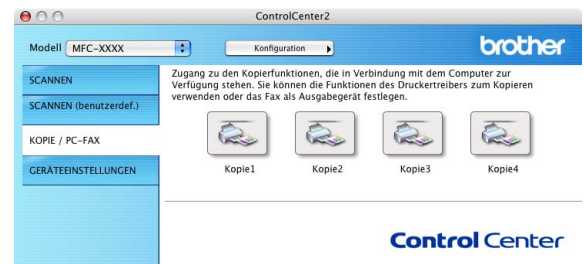 ControlCenter2
Modell MFC-XXXX Konfiguration brother
SCANNEN
SCANNEN (benutzerdef.)
KOPIE / PC-FAX
GERÄTEEINSTELLUNGEN
Zugang zu den Kopierfunktionen, die in Verbindung mit dem Computer zur
Verfügung stehen. Sie können die Funktionen des Druckertreibers zum Kopieren
verwenden oder das Fax als Ausgabegerät festlegen.
Kopie1 Kopie2 Kopie3 Kopie4
Control Center